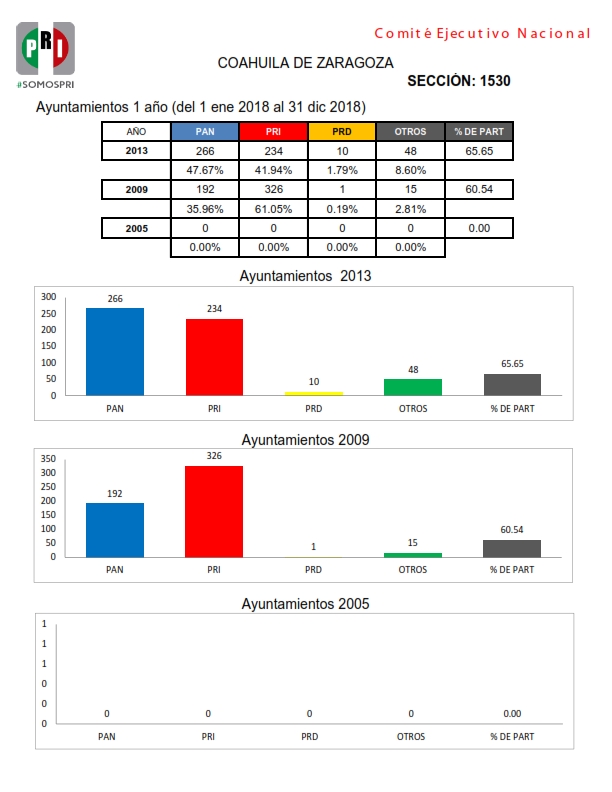 Comité Ejecutivo Nacional
PRI
#SOMOSPRI
COAHUILA DE ZARAGOZA
SECCIÓN: 1530
Ayuntamientos 1 año (del 1 ene 2018 al 31 dic 2018)
AÑO PAN PRI PRD OTROS % DE PART
2013 266 234 10 48 65.65
47.67% 41.94% 1.79% 8.60%
2009 192 326 1 15 60.54
35.96% 61.05% 0.19% 2.81%
2005 0 0 0 0 0.00
0.00% 0.00% 0.00% 0.00%
Ayuntamientos 2013
300
250
200
150
100
50
0
266 234 10 48 65.65
PAN PRI PRD OTROS % DE PART
Ayuntamientos 2009
350
300
250
200
150
100
50
0
192 326 1 15 60.54
PAN PRI PRD OTROS % DE PART
Ayuntamientos 2005
1
1
1
0
0
0
0 0 0 0 0.00
PAN PRI PRD OTROS % DE PART